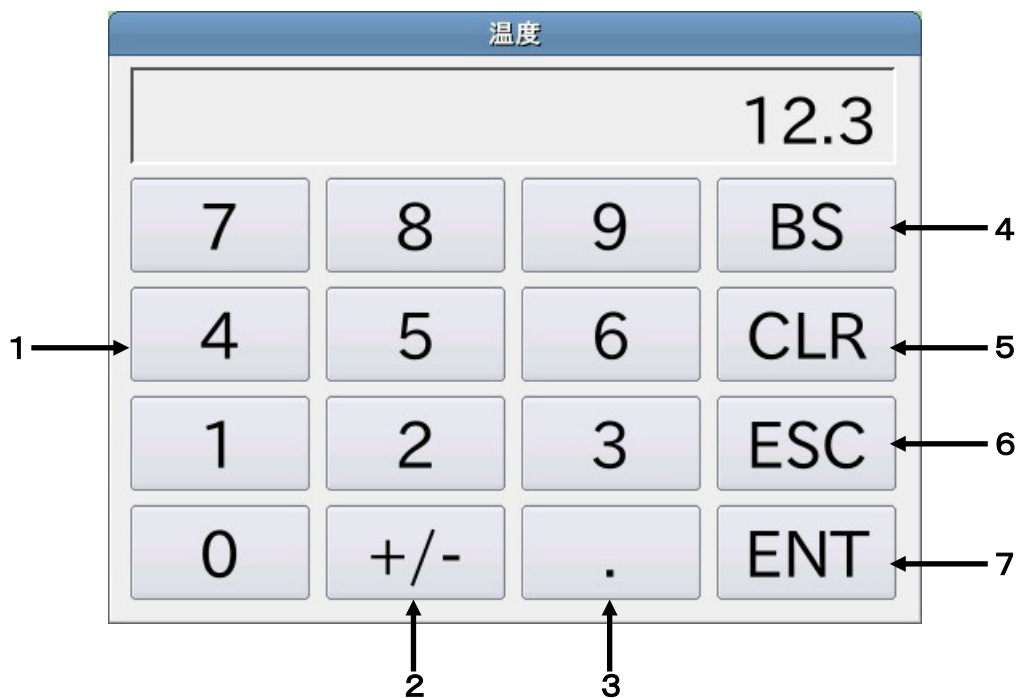 温度
12.3
7 8 9 BS 4
1 4 5 6 CLR 5
1 2 3 ESC 6
0 +/- . ENT 7
2 3